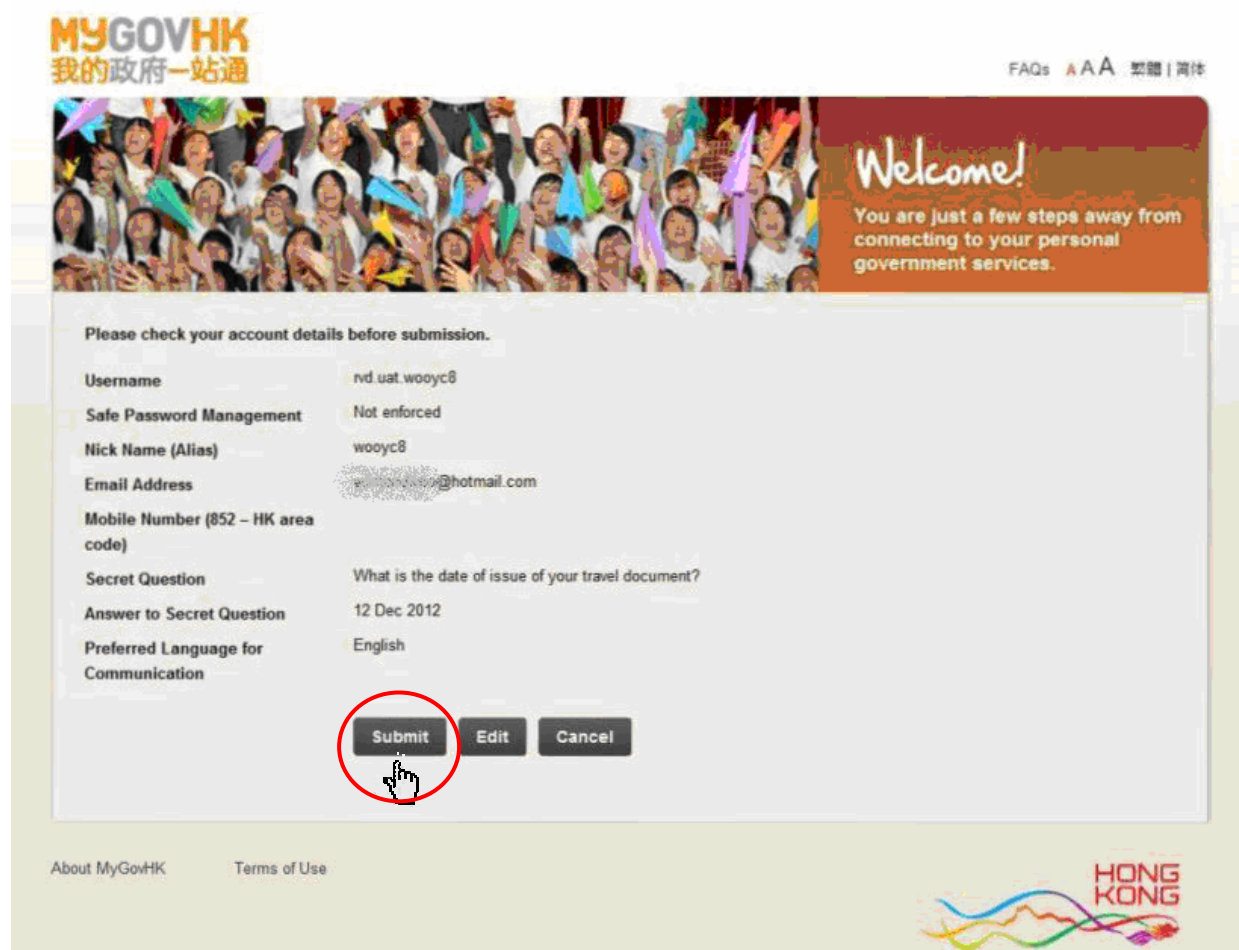 MYGOVHK
我的政府一站通
FAQs A A A 繁體 | 简体
Welcome!
You are just a few steps away from
connecting to your personal
government services.
Please check your account details before submission.
Username rvd.uat.wooyc8
Safe Password Management Not enforced
Nick Name (Alias) wooyc8
Email Address @hotmail.com
Mobile Number (852 – HK area
code)
Secret Question What is the date of issue of your travel document?
Answer to Secret Question 12 Dec 2012
Preferred Language for English
Communication
Submit Edit Cancel
About MyGovHK Terms of Use
HONG
KONG